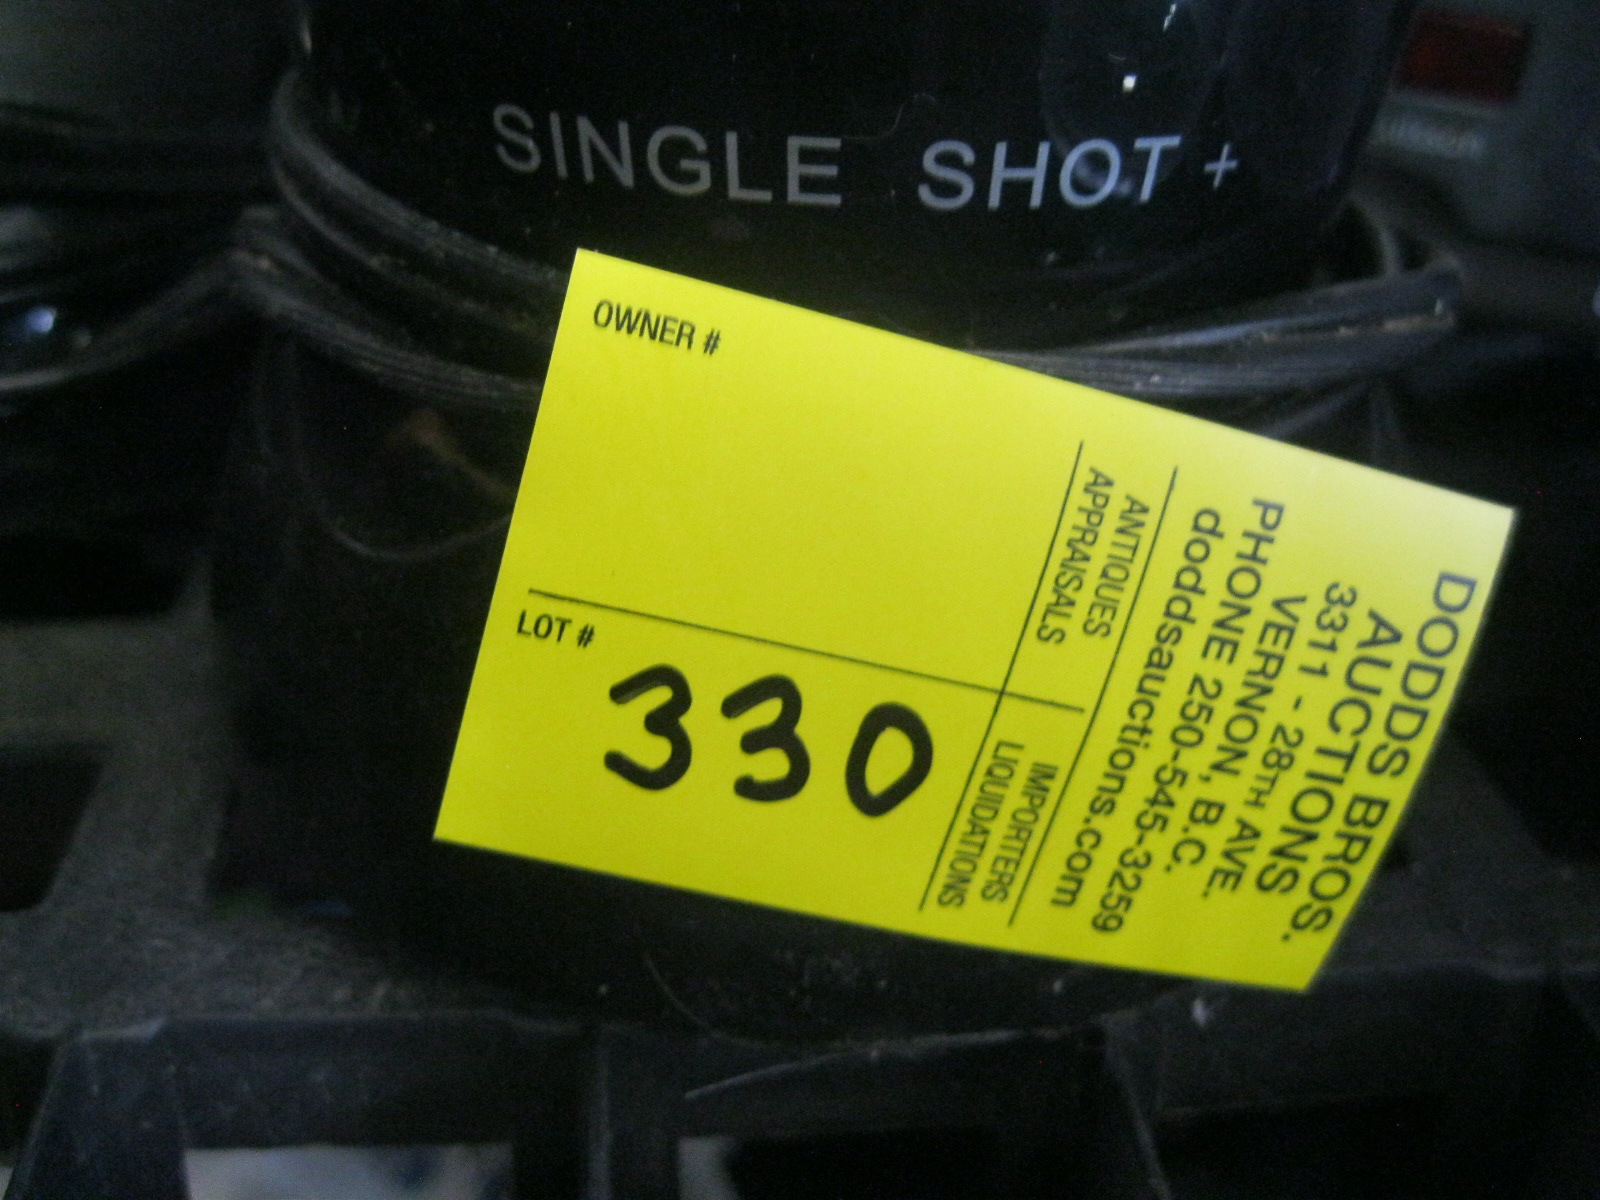 SINGLE SHOT +
OWNER #
LOT #
330
DODDS BROS.
AUCTIONS
3311 - 28TH AVE.
VERNON, B.C.
PHONE 250-545-3259
doddsauctions.com
ANTIQUES
APPRAISALS
IMPORTERS
LIQUIDATIONS